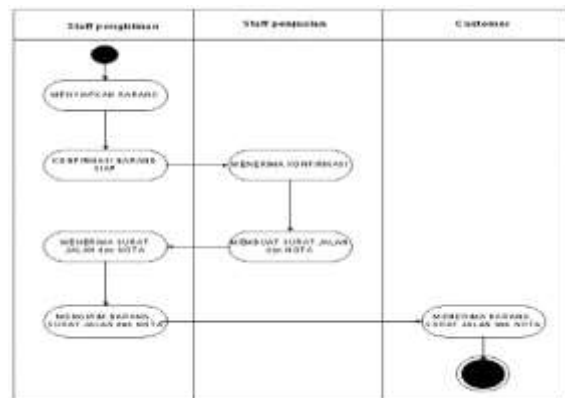 Staff pengiriman
Staff penjualan
Customer
MENYIAPKAN BARANG
KONFIRMASI BARANG
SIAP
MENERIMA KONFIRMASI
MENERIMA SURAT
JALAN dan NOTA
MEMBUAT SURAT JALAN
dan NOTA
MENGIRIM BARANG,
SURAT JALAN dan NOTA
MENERIMA BARANG,
SURAT JALAN dan NOTA